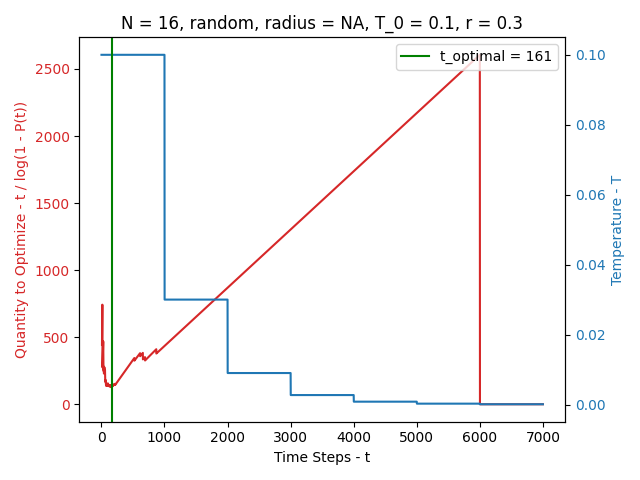 N = 16, random, radius = NA, T_0 = 0.1, r = 0.3
t_optimal = 161
Quantity to Optimize - t / log(1 - P(t))
2500
2000
1500
1000
500
0
0.10
0.08
0.06
0.04
0.02
0.00
Temperature - T
0 1000 2000 3000 4000 5000 6000 7000
Time Steps - t